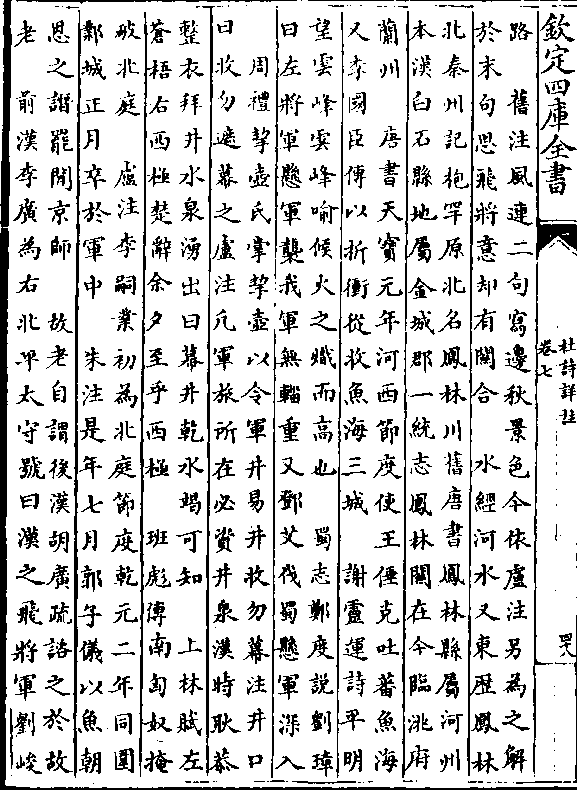 欽定四庫全書
杜詩詳註
卷七
路　舊注風連二句寫邊秋景色今依盧注另為之解
於末句思飛將意却有關合　水經河水又東歷鳳林
北秦州記枹罕原北名鳳林川舊唐書鳳林縣屬河州
本漢白石縣地屬金城郡一統志鳳林關在今臨洮府
蘭州　唐書天寶元年河西節度使王倕克吐蕃魚海
又李國臣傳以折衝從收魚海三城　謝靈運詩平明
望雲峰雲峰喻候火之熾而高也　蜀志鄭度說劉璋
曰左將軍懸軍襲我軍無輜重又鄧艾伐蜀懸軍深入
周禮挈壺氏掌挈壺以令軍井易井收勿幕注井口
曰收勿遮幕之盧注凡軍旅所在必資井泉漢時耿恭
整衣拜井水泉湧出曰幕井乾水竭可知　上林賦左
蒼梧右西極楚辭余夕至乎西極　班彪傳南匈奴掩
破北庭　盧注李嗣業初為北庭節度乾元二年同圍
鄴城正月卒於軍中　朱注是年七月郭子儀以魚朝
恩之譖罷閒京師　故老自謂後漢胡廣疏諮之於故
老　前漢李廣為右北平太守號曰漢之飛將軍劉峻